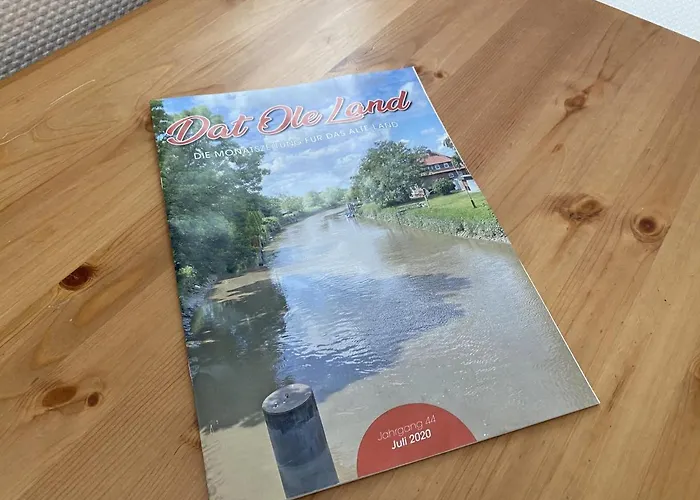 Dat Ole Land
DIE MONATSZEITUNG FÜR DAS ALTE LAND
Jahrgang 44
Juli 2020